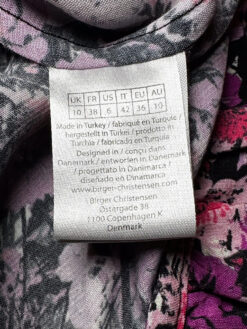 UK FR US IT EU AU
10 38 6 42 36 10
Made in Turkey / fabriqué en Turquie /
hergestellt in Türkei / prodotto in
Turchia / Fabricado en Turquía
Designed in / conçu dans
Danemark / entworfen in Dänemark
/ progettato in Danimarca /
diseñado en Dinamarca
www.birger-christensen.com
Birger Christensen
Østergade 38
1100 Copenhagen K
Denmark